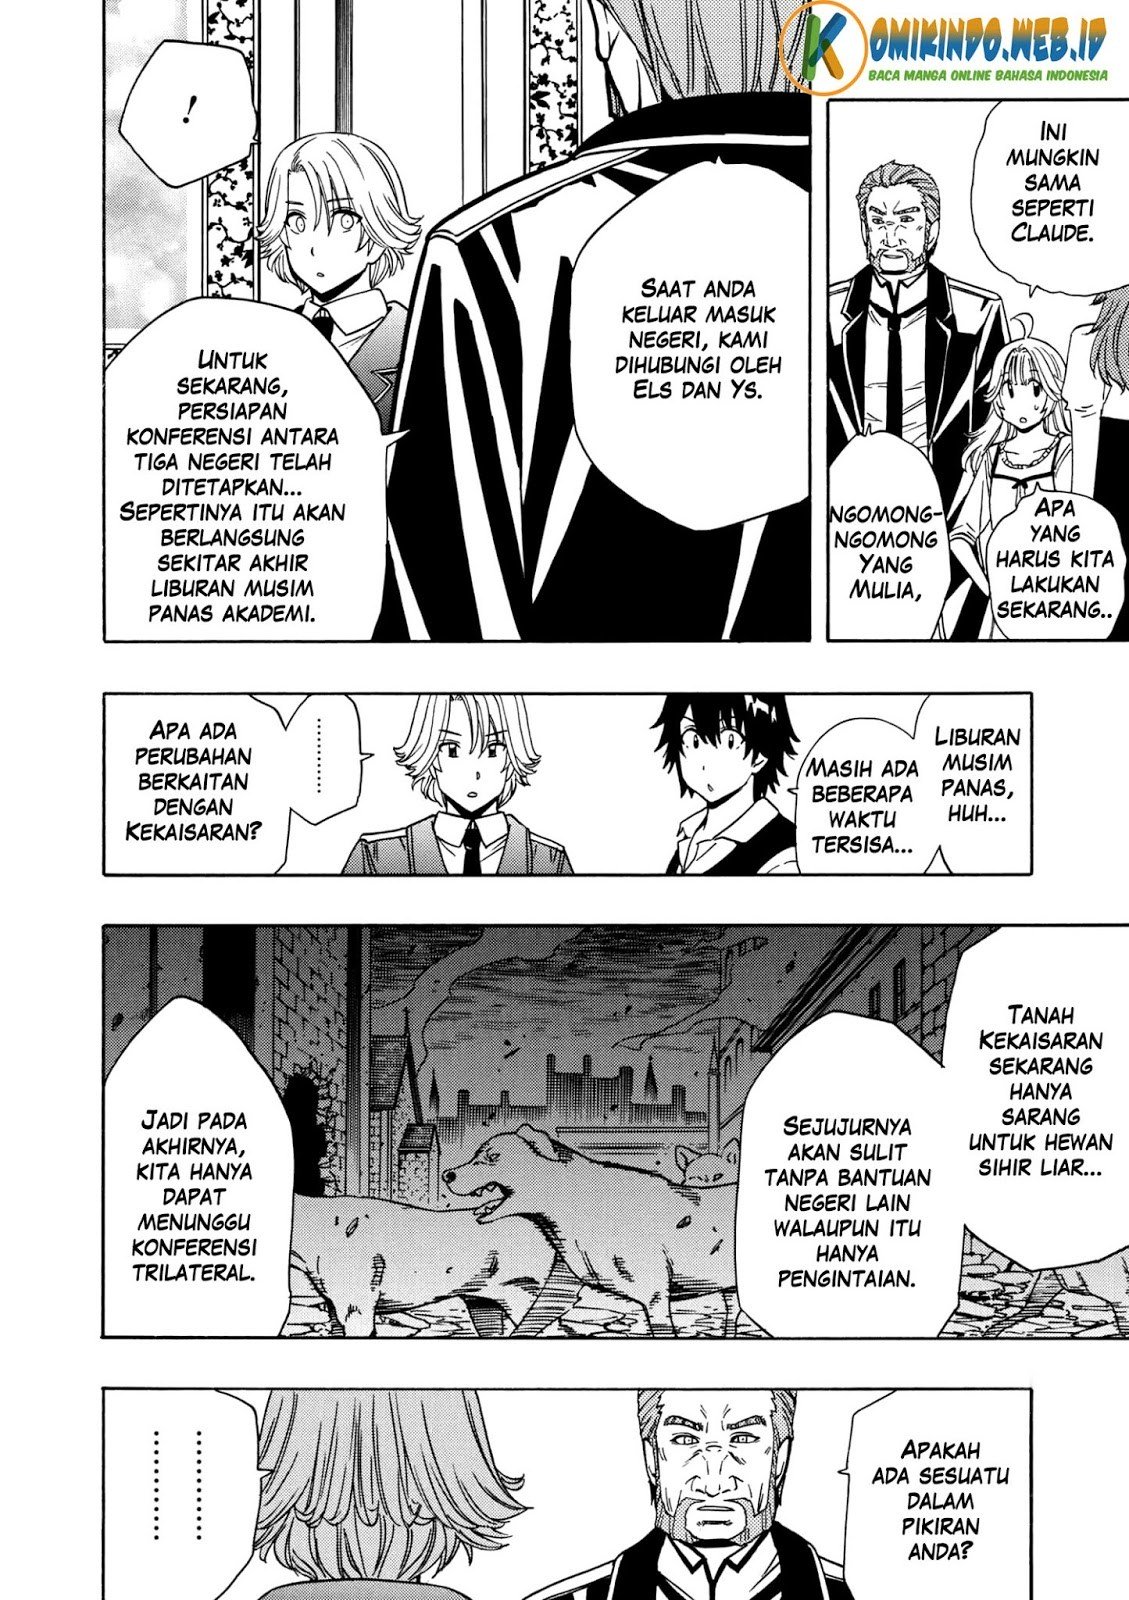 KOMIKINDO.WEB.ID
BACA MANGA ONLINE BAHASA INDONESIA
INI
MUNGKIN
SAMA
SEPERTI
CLAUDE.
APA
YANG
HARUS KITA
LAKUKAN
SEKARANG..
NGOMONG-
NGOMONG
YANG
MULIA,
SAAT ANDA
KELUAR MASUK
NEGERI, KAMI
DIHUBUNGI OLEH
ELS DAN YS.
!
UNTUK
SEKARANG,
PERSIAPAN
KONFERENSI ANTARA
TIGA NEGERI TELAH
DITETAPKAN...
SEPERTINYA ITU AKAN
BERLANGSUNG
SEKITAR AKHIR
LIBURAN MUSIM
PANAS AKADEMI.
LIBURAN
MUSIM
PANAS,
HUH...
MASIH ADA
BEBERAPA
WAKTU
TERSISA...
........
APA ADA
PERUBAHAN
BERKAITAN
DENGAN
KEKAISARAN?
TANAH
KEKAISARAN
SEKARANG
HANYA
SARANG
UNTUK HEWAN
SIHIR LIAR...
SEJUJURNYA
AKAN SULIT
TANPA BANTUAN
NEGERI LAIN
WALAUPUN ITU
HANYA
PENGINTAIAN.
JADI PADA
AKHIRNYA,
KITA HANYA
DAPAT
MENUNGGU
KONFERENSI
TRILATERAL.
APAKAH
ADA SESUATU
DALAM
PIKIRAN
ANDA?
..........
..........